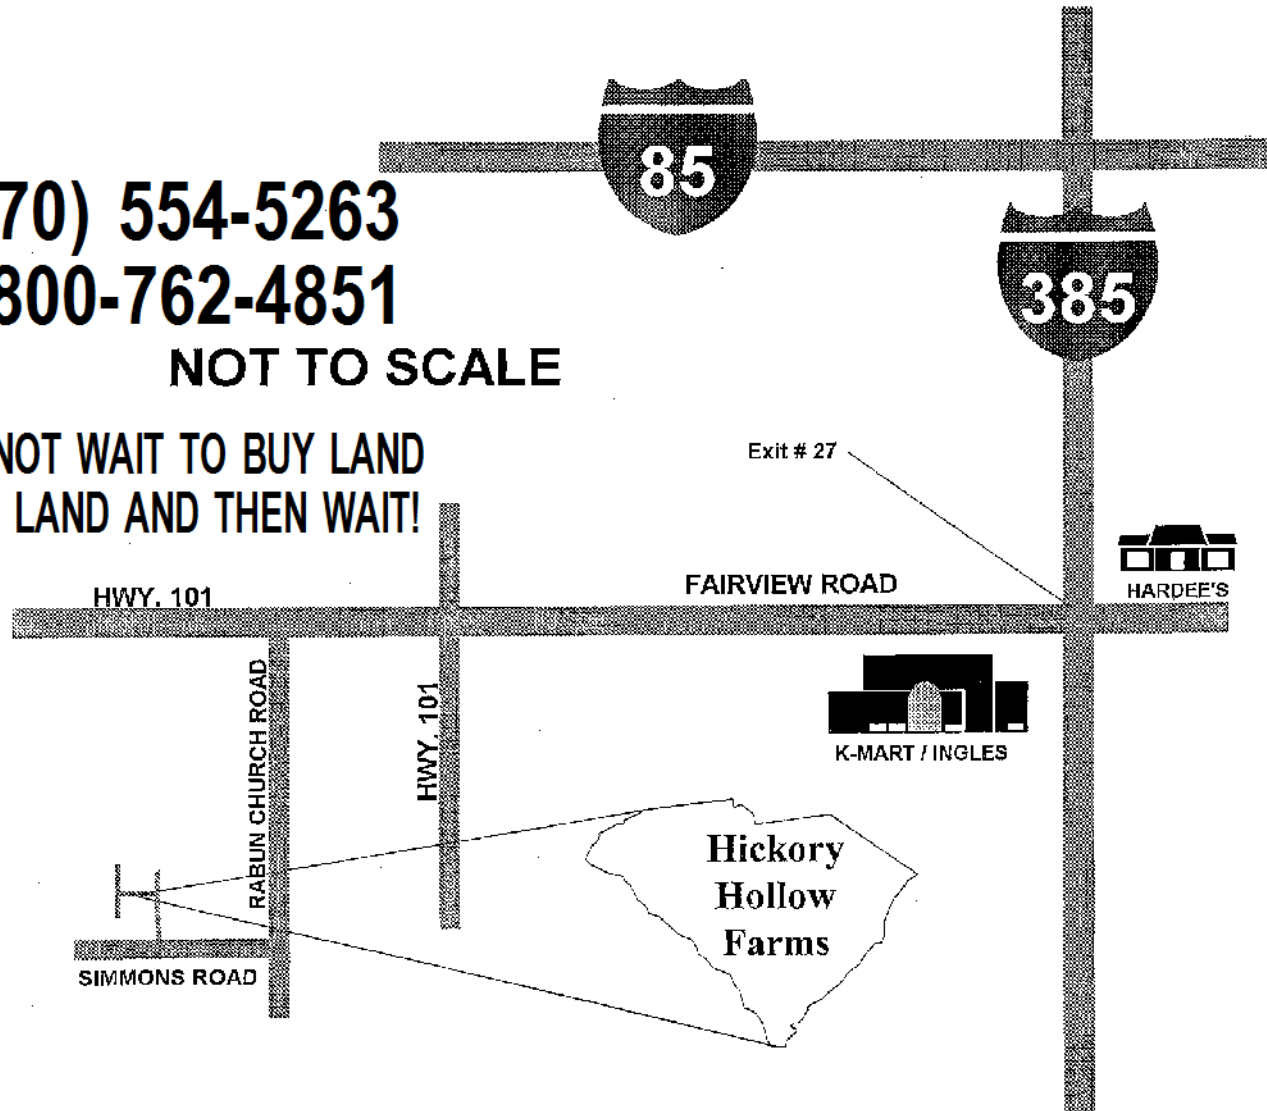 85
70) 554-5263
800-762-4851
385
NOT TO SCALE
NOT WAIT TO BUY LAND
LAND AND THEN WAIT!
Exit # 27
HARDEE'S
FAIRVIEW ROAD
HWY. 101
K-MART / INGLES
RABUN CHURCH ROAD
HWY. 101
Hickory
Hollow
Farms
SIMMONS ROAD